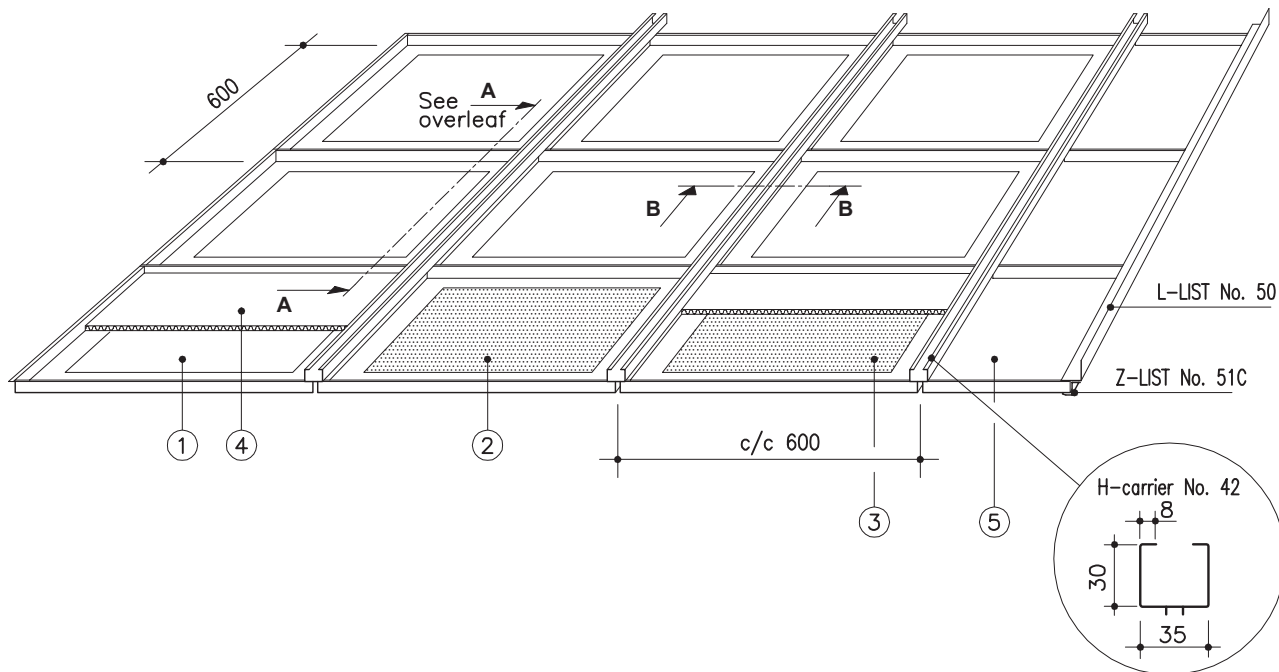 600
See
overleaf
A
A
B
B
L-LIST No. 50
Z-LIST No. 51C
1
4
2
c/c 600
3
5
H-carrier No. 42
8
30
35